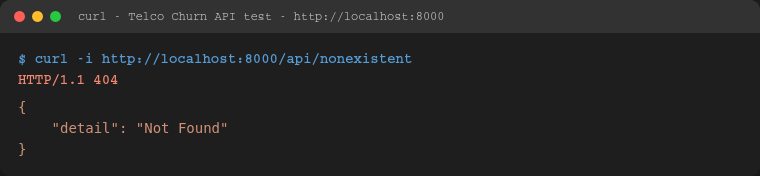 curl - Telco Churn API test - http://localhost:8000
$ curl -i http://localhost:8000/api/nonexistent
HTTP/1.1 404
{
    "detail": "Not Found"
}